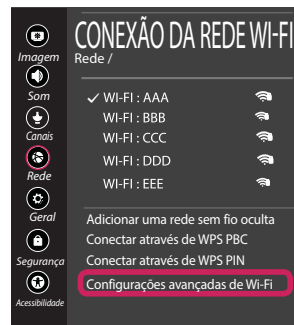 CONEXÃO DA REDE WI-FI
Rede /
Imagem
Som
Canais
Rede
Geral
Segurança
Acessibilidade
✓ WI-FI : AAA
WI-FI : BBB
WI-FI : CCC
WI-FI : DDD
WI-FI : EEE
Adicionar uma rede sem fio oculta
Conectar através de WPS PBC
Conectar através de WPS PIN
Configurações avançadas de Wi-Fi